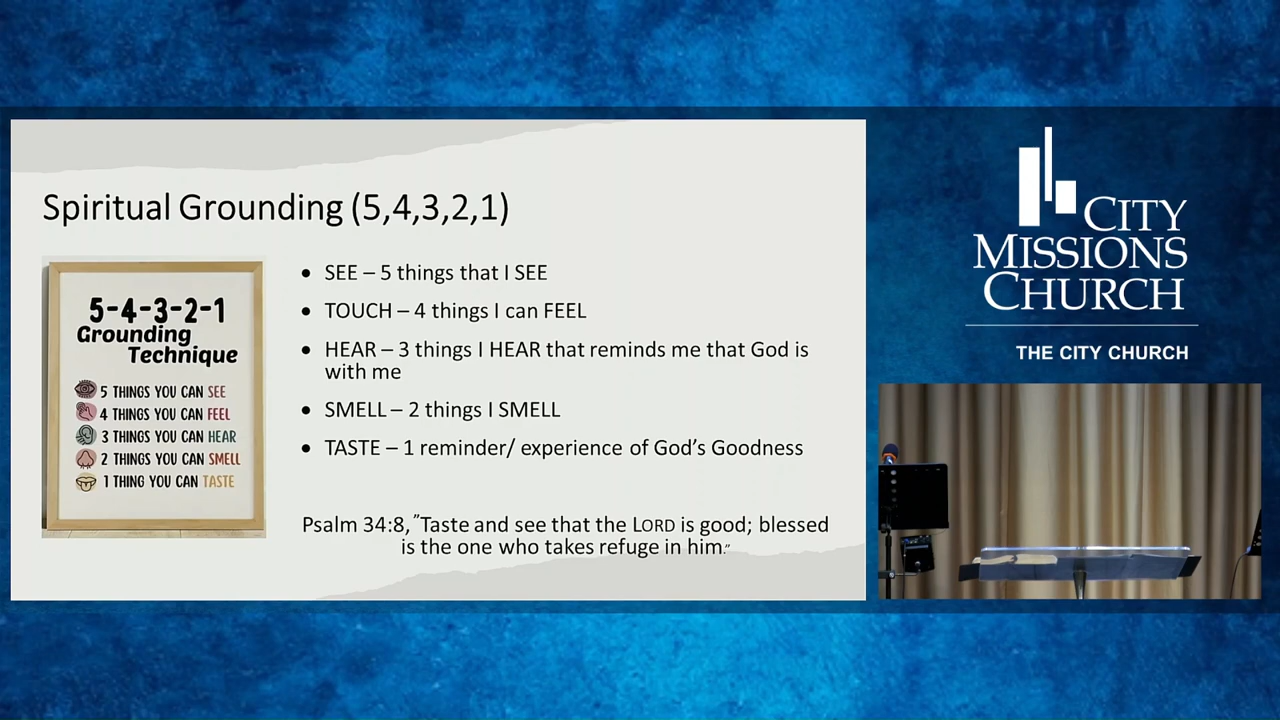 Spiritual Grounding (5,4,3,2,1)
5-4-3-2-1
Grounding
Technique
5 THINGS YOU CAN SEE
4 THINGS YOU CAN FEEL
3 THINGS YOU CAN HEAR
2 THINGS YOU CAN SMELL
1 THING YOU CAN TASTE
• SEE – 5 things that I SEE
• TOUCH – 4 things I can FEEL
• HEAR – 3 things I HEAR that reminds me that God is
with me
• SMELL – 2 things I SMELL
• TASTE – 1 reminder/ experience of God’s Goodness
Psalm 34:8,”Taste and see that the LORD is good; blessed
is the one who takes refuge in him.”
CITY
MISSIONS
CHURCH
THE CITY CHURCH